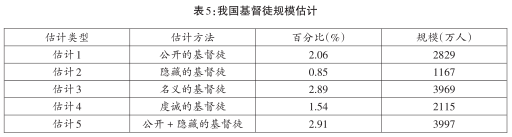 表5:我国基督徒规模估计
估计类型 估计方法 百分比(%) 规模(万人)
估计1 公开的基督徒 2.06 2829
估计2 隐藏的基督徒 0.85 1167
估计3 名义的基督徒 2.89 3969
估计4 虔诚的基督徒 1.54 2115
估计5 公开+隐藏的基督徒 2.91 3997